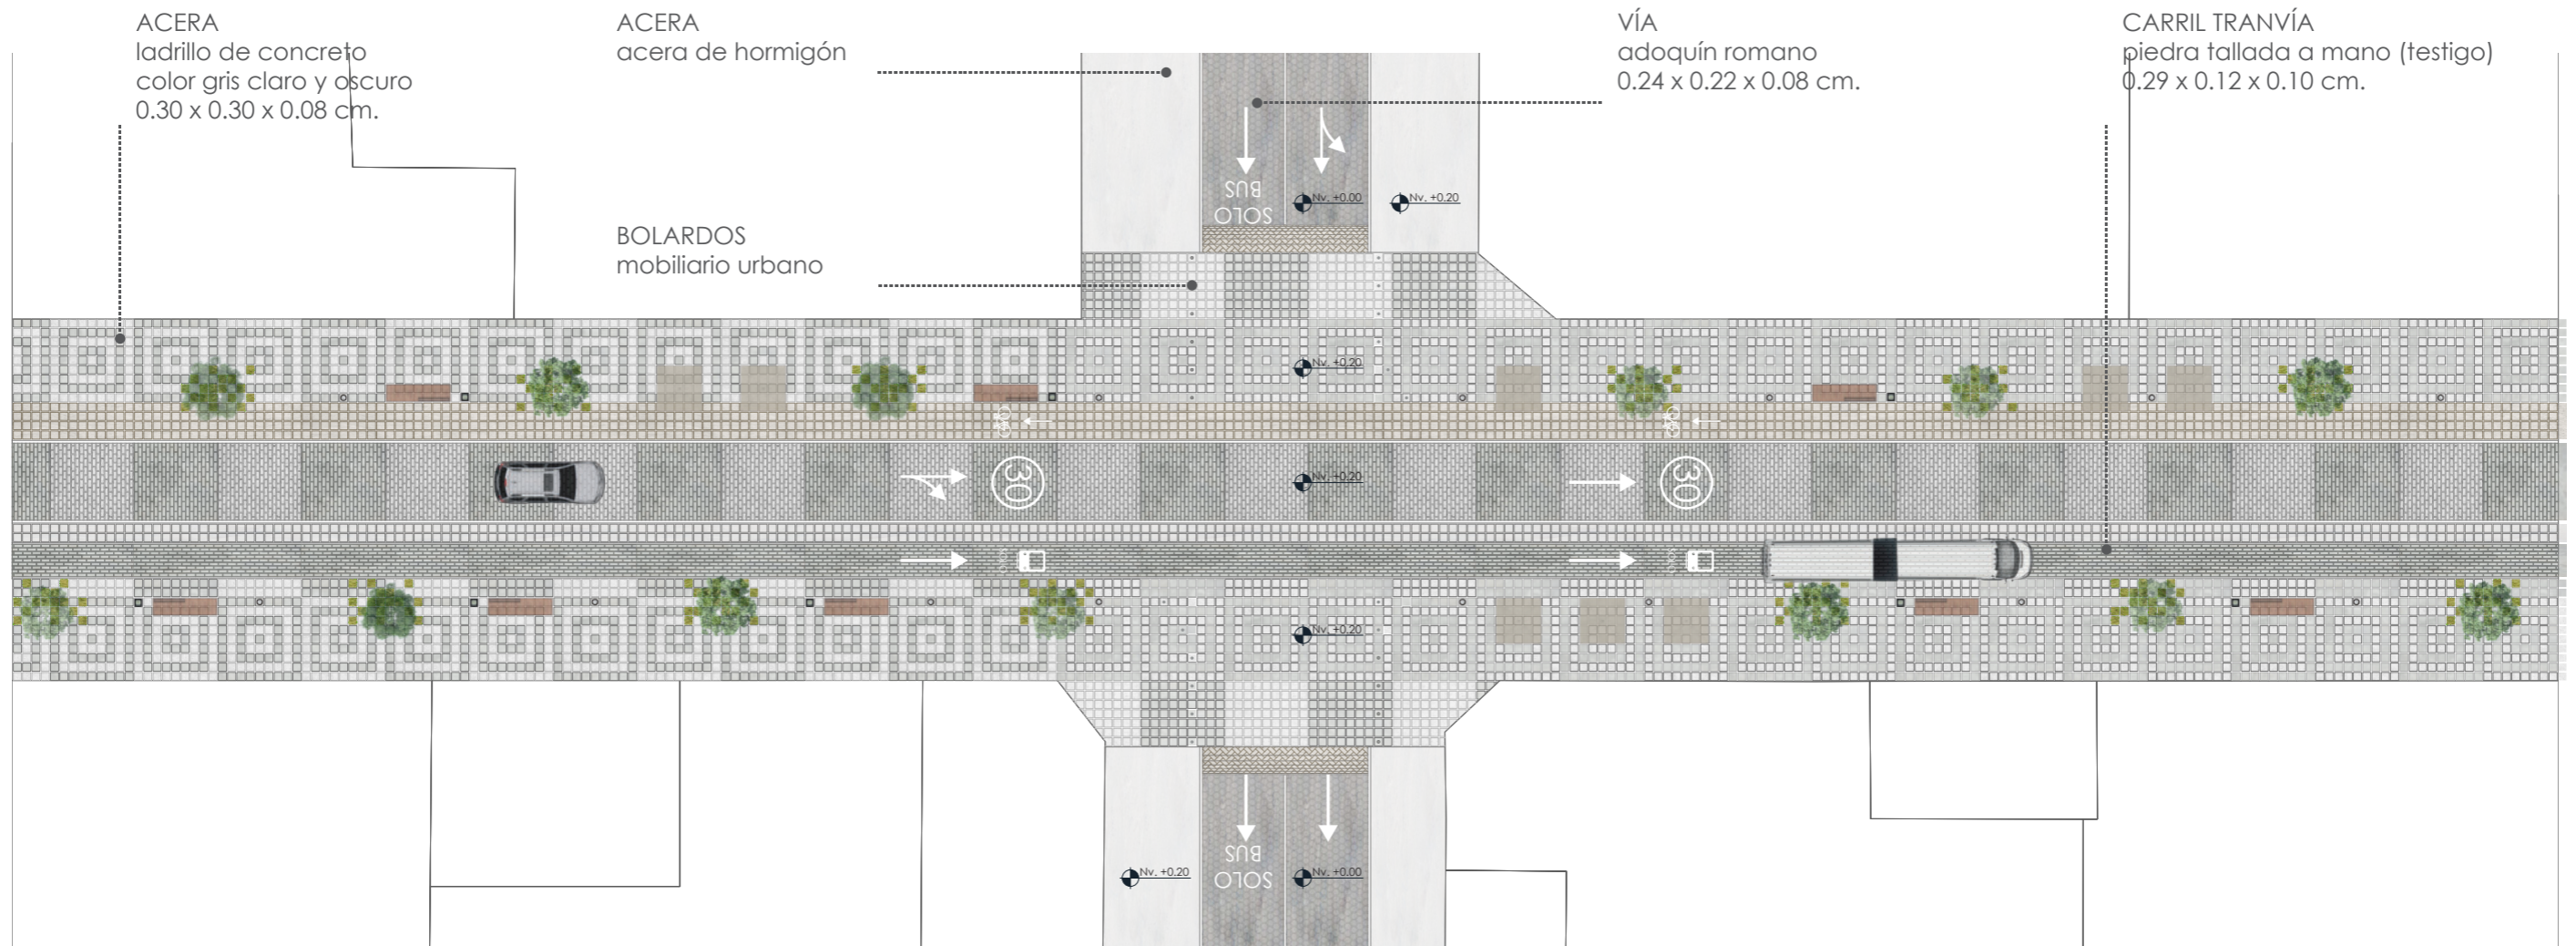 ACERA
ladrillo de concreto
color gris claro y oscuro
0.30 x 0.30 x 0.08 cm.
ACERA
acera de hormigón
VÍA
adoquín romano
0.24 x 0.22 x 0.08 cm.
CARRIL TRANVÍA
piedra tallada a mano (testigo)
0.29 x 0.12 x 0.10 cm.
BOLARDOS
mobiliario urbano
SOLO
BUS
Nv. +0.00
Nv. +0.20
Nv. +0.20
30
Nv. +0.20
30
Nv. +0.20
SOLO
BUS
Nv. +0.20
Nv. +0.00